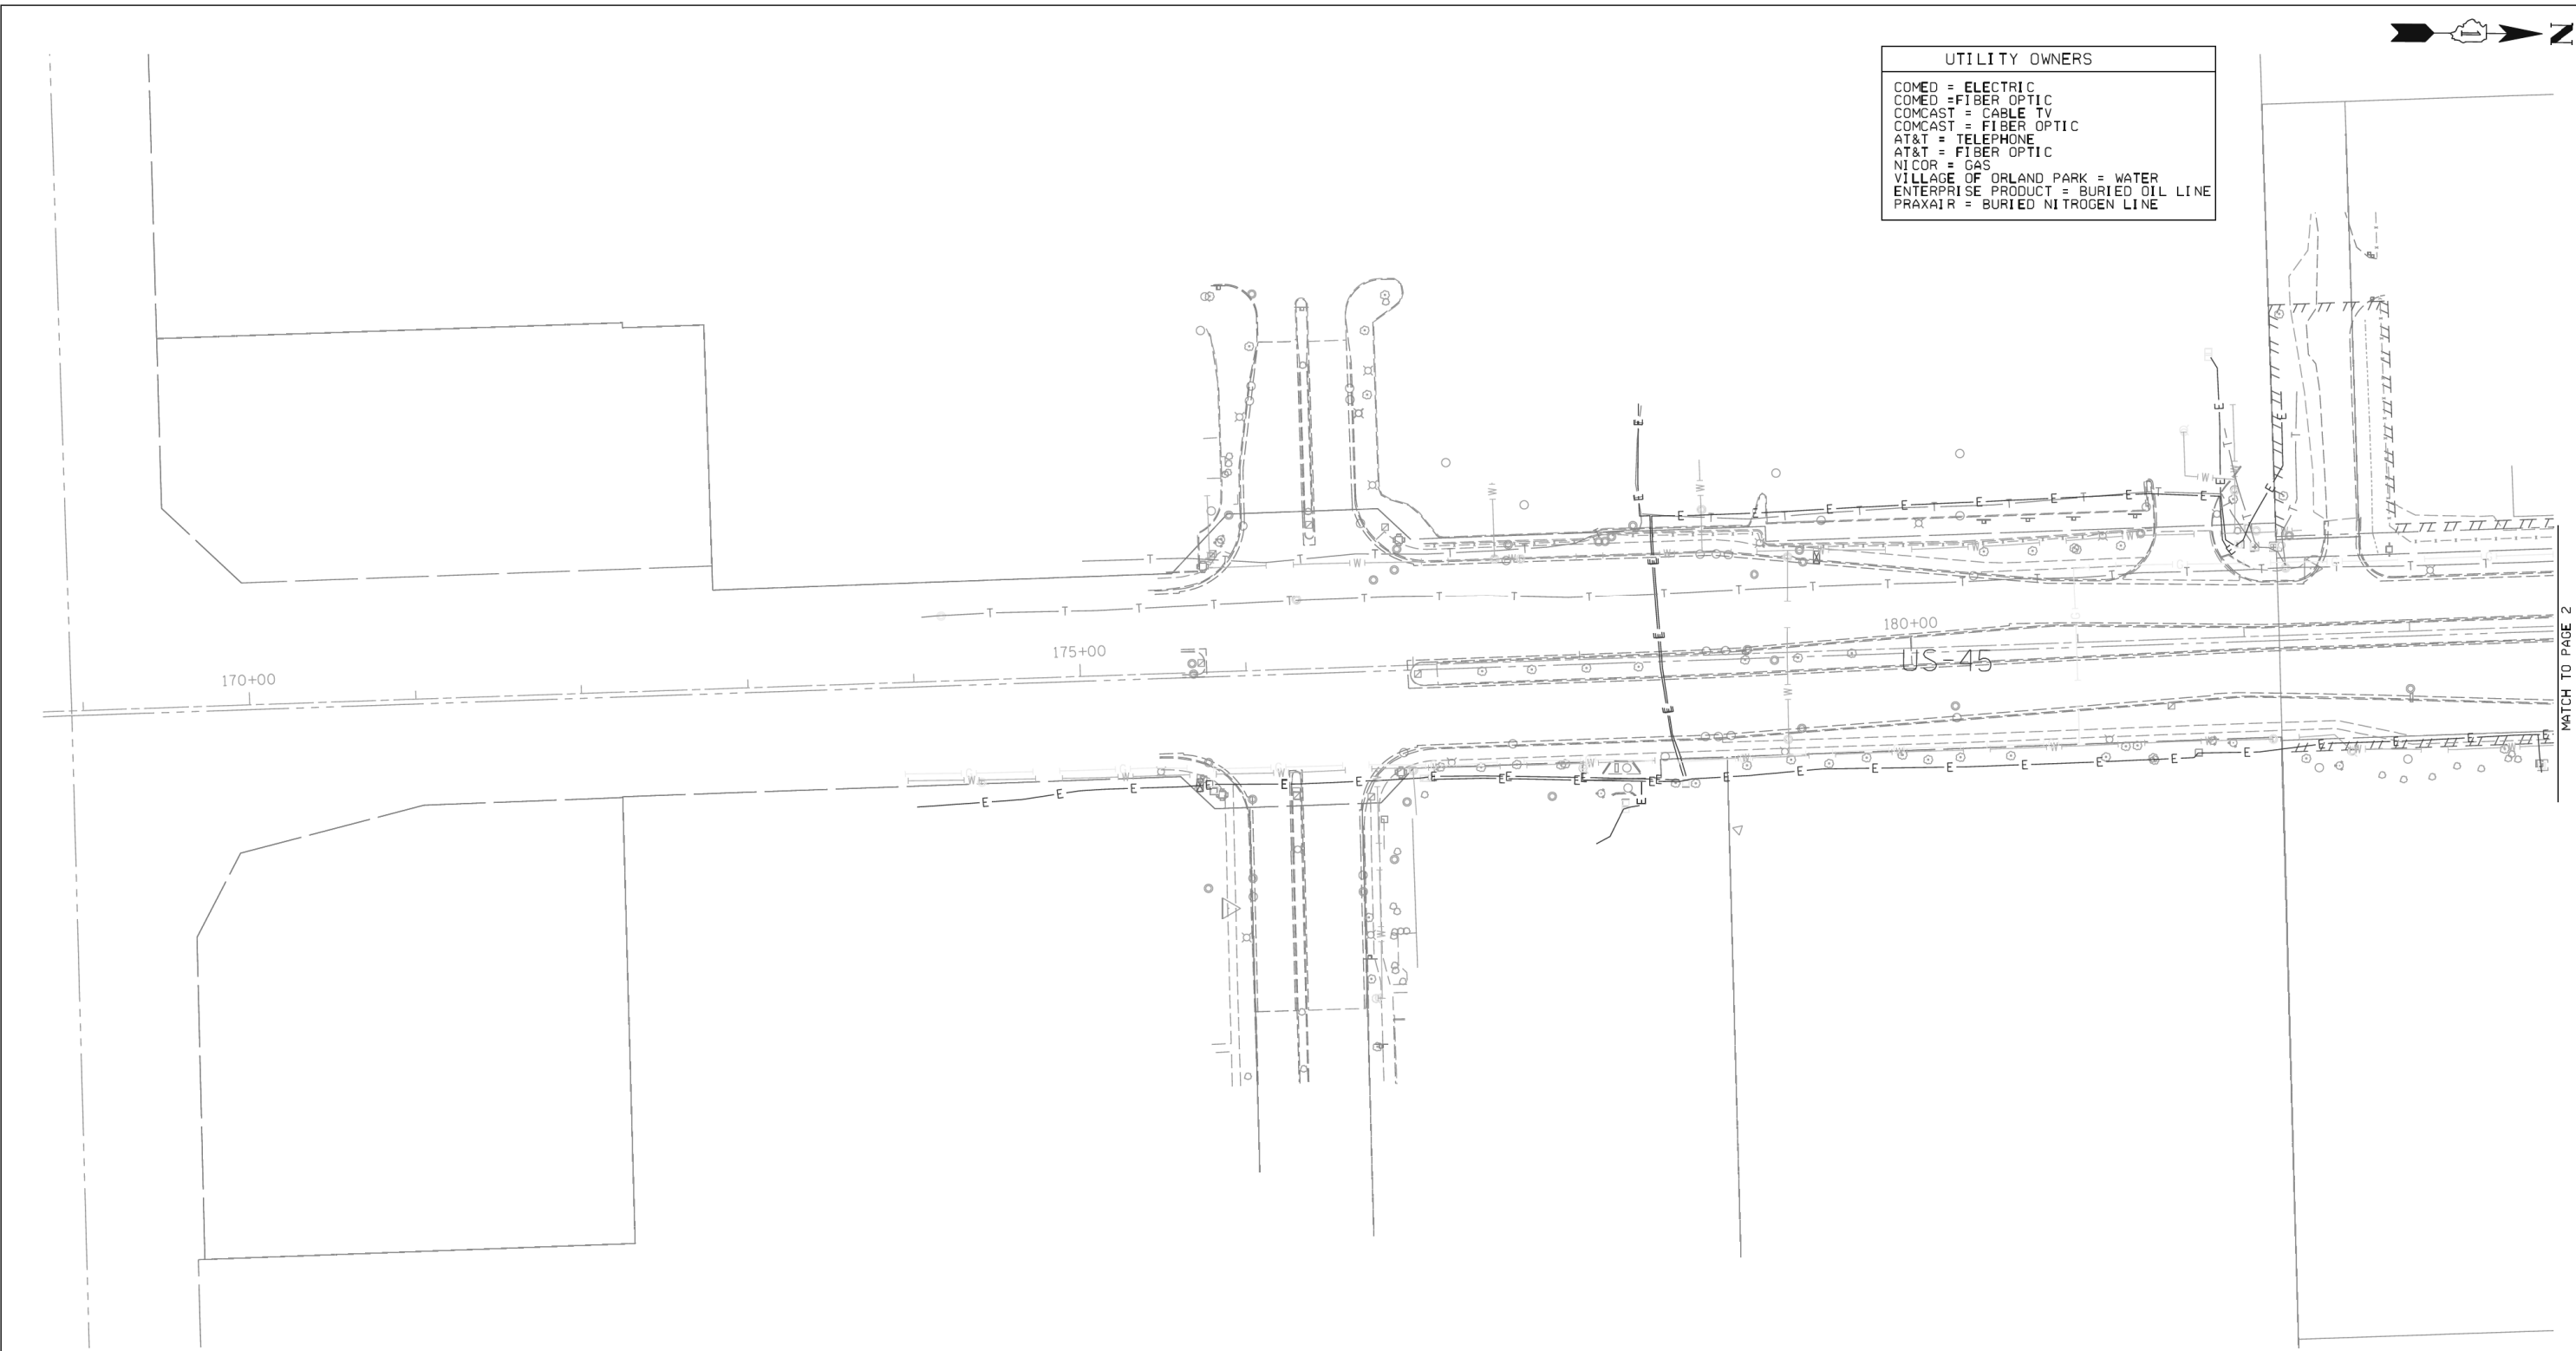 N
UTILITY OWNERS
COMED = ELECTRIC
COMED =FIBER OPTIC
COMCAST = CABLE TV
COMCAST = FIBER OPTIC
AT&T = TELEPHONE
AT&T = FIBER OPTIC
NICOR = GAS
VILLAGE OF ORLAND PARK = WATER
ENTERPRISE PRODUCT = BURIED OIL LINE
PRAXAIR = BURIED NITROGEN LINE
170+00
175+00
180+00
US-45
MATCH TO PAGE 2